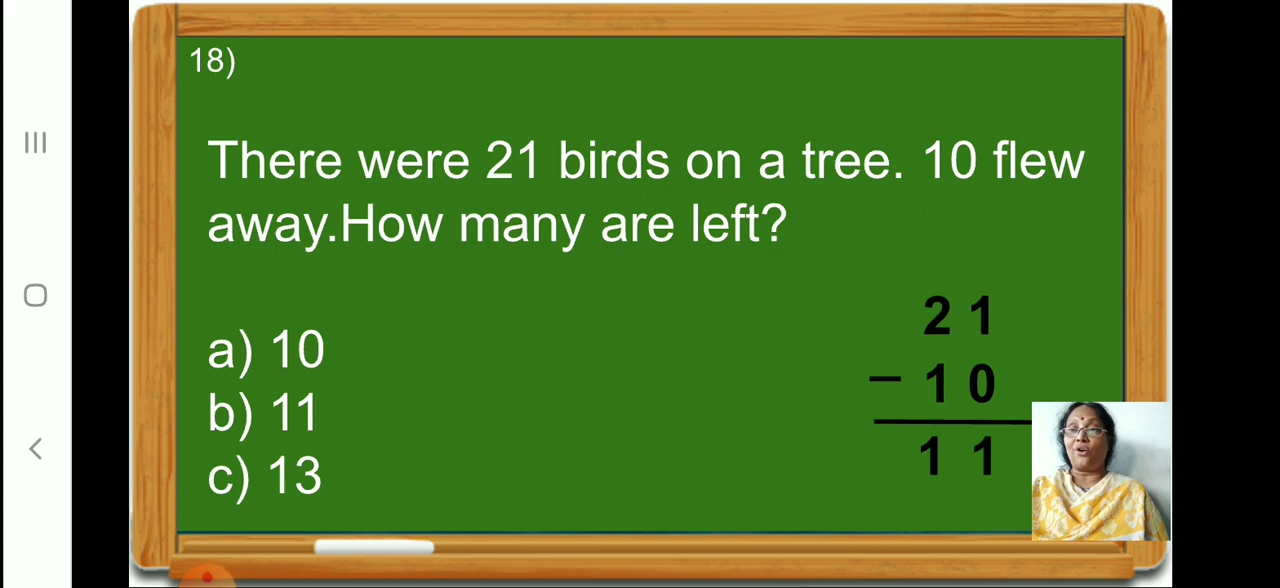 18)
There were 21 birds on a tree. 10 flew
away.How many are left?
a) 10
b) 11
c) 13
2 1
– 1 0
1 1